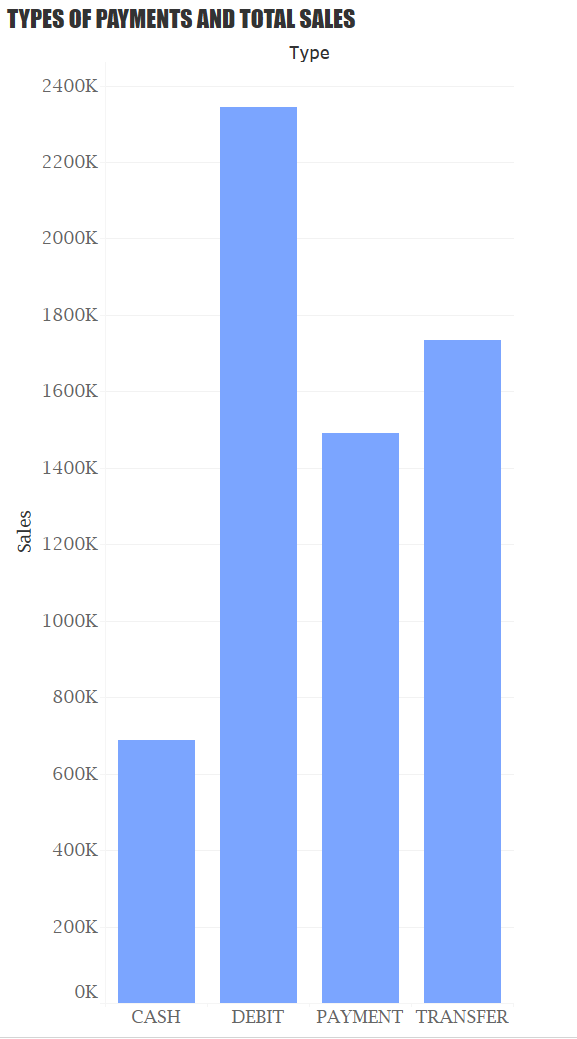 TYPES OF PAYMENTS AND TOTAL SALES
Type
2400K
2200K
2000K
1800K
1600K
1400K
Sales
1200K
1000K
800K
600K
400K
200K
0K
CASH DEBIT PAYMENT TRANSFER